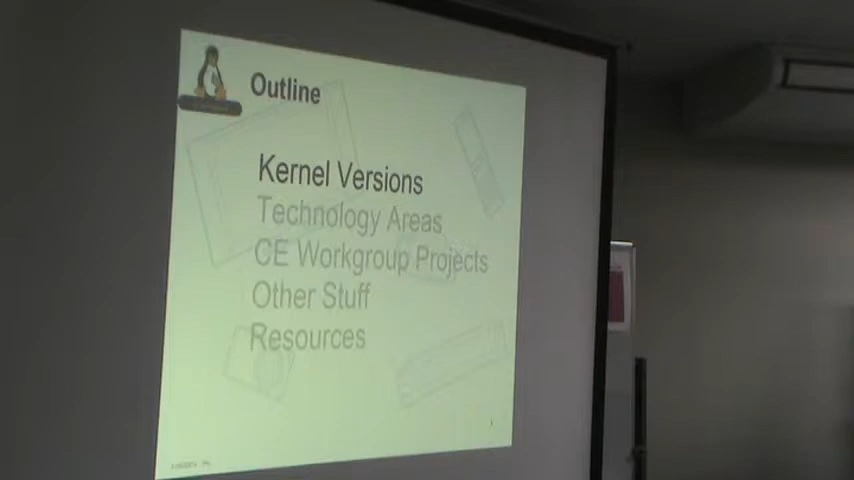 Outline
Kernel Versions
Technology Areas
CE Workgroup Projects
Other Stuff
Resources